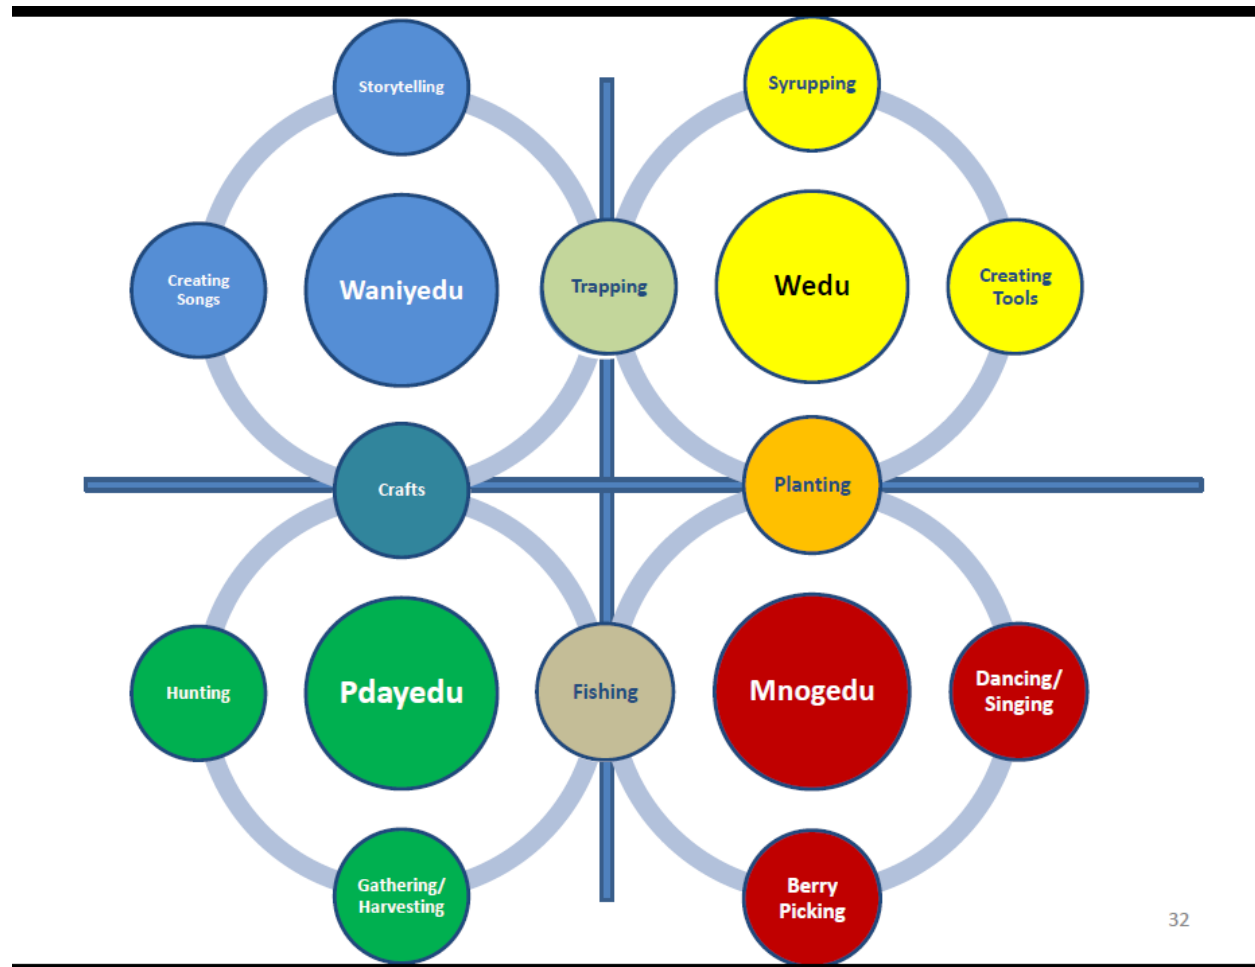 Storytelling
Syrupping
Creating
Songs
Waniyedu
Trapping
Wedu
Creating
Tools
Crafts
Planting
Hunting
Pdayedu
Fishing
Mnogedu
Dancing/
Singing
Gathering/
Harvesting
Berry
Picking
32